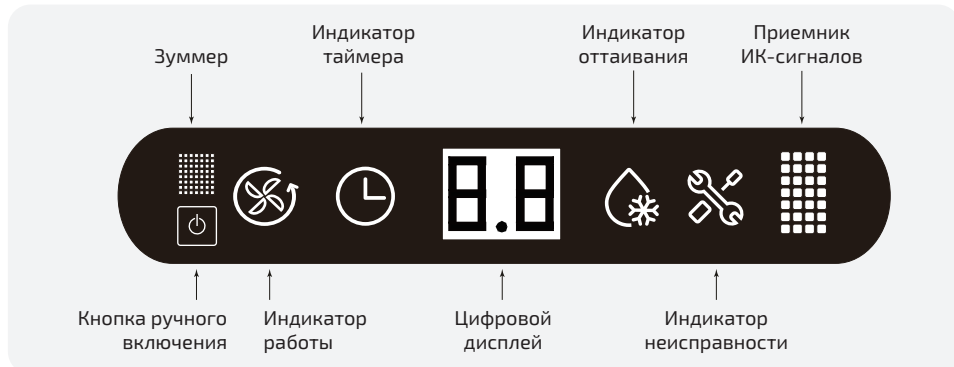 Зуммер
Индикатор
таймера
Индикатор
оттаивания
Приемник
ИК-сигналов
8.8
Кнопка ручного
включения
Индикатор
работы
Цифровой
дисплей
Индикатор
неисправности